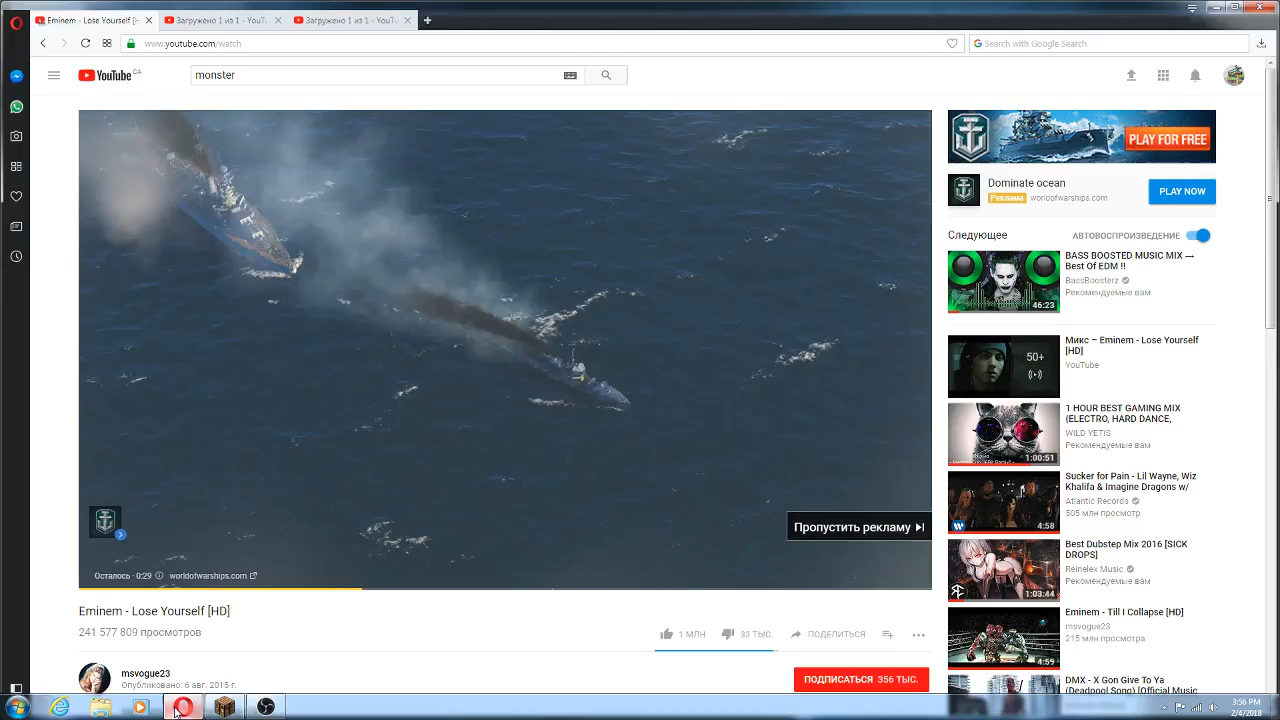 Eminem - Lose Yourself [H
Загружено 1 из 1 - YouTu
Загружено 1 из 1 - YouTu
www.youtube.com/watch
Search with Google Search
YouTube CA
monster
PLAY FOR FREE
Dominate ocean
Реклама worldofwarships.com
PLAY NOW
Следующее
АВТОВОСПРОИЗВЕДЕНИЕ
BASS BOOSTED MUSIC MIX →
Best Of EDM !!
BassBoosterz
Рекомендуемые вам
46:23
Микс – Eminem - Lose Yourself
[HD]
YouTube
50+
1 HOUR BEST GAMING MIX
(ELECTRO, HARD DANCE,
WILD YETIS
Рекомендуемые вам
1:00:51
Sucker for Pain - Lil Wayne, Wiz
Khalifa & Imagine Dragons w/
Atlantic Records
505 млн просмотр
4:58
Best Dubstep Mix 2016 [SICK
DROPS]
Reinelex Music
Рекомендуемые вам
1:03:44
Eminem - Till I Collapse [HD]
msvogue23
215 млн просмотра
4:59
DMX - X Gon Give To Ya
(Deadpool Song) [Official Music
Пропустить рекламу
Осталось · 0:29
worldofwarships.com
Eminem - Lose Yourself [HD]
241 577 809 просмотров
1 МЛН
33 ТЫС.
ПОДЕЛИТЬСЯ
msvogue23
Опубликовано: 6 авг. 2015 г.
ПОДПИСАТЬСЯ 356 ТЫС.
3:56 PM
2/4/2018